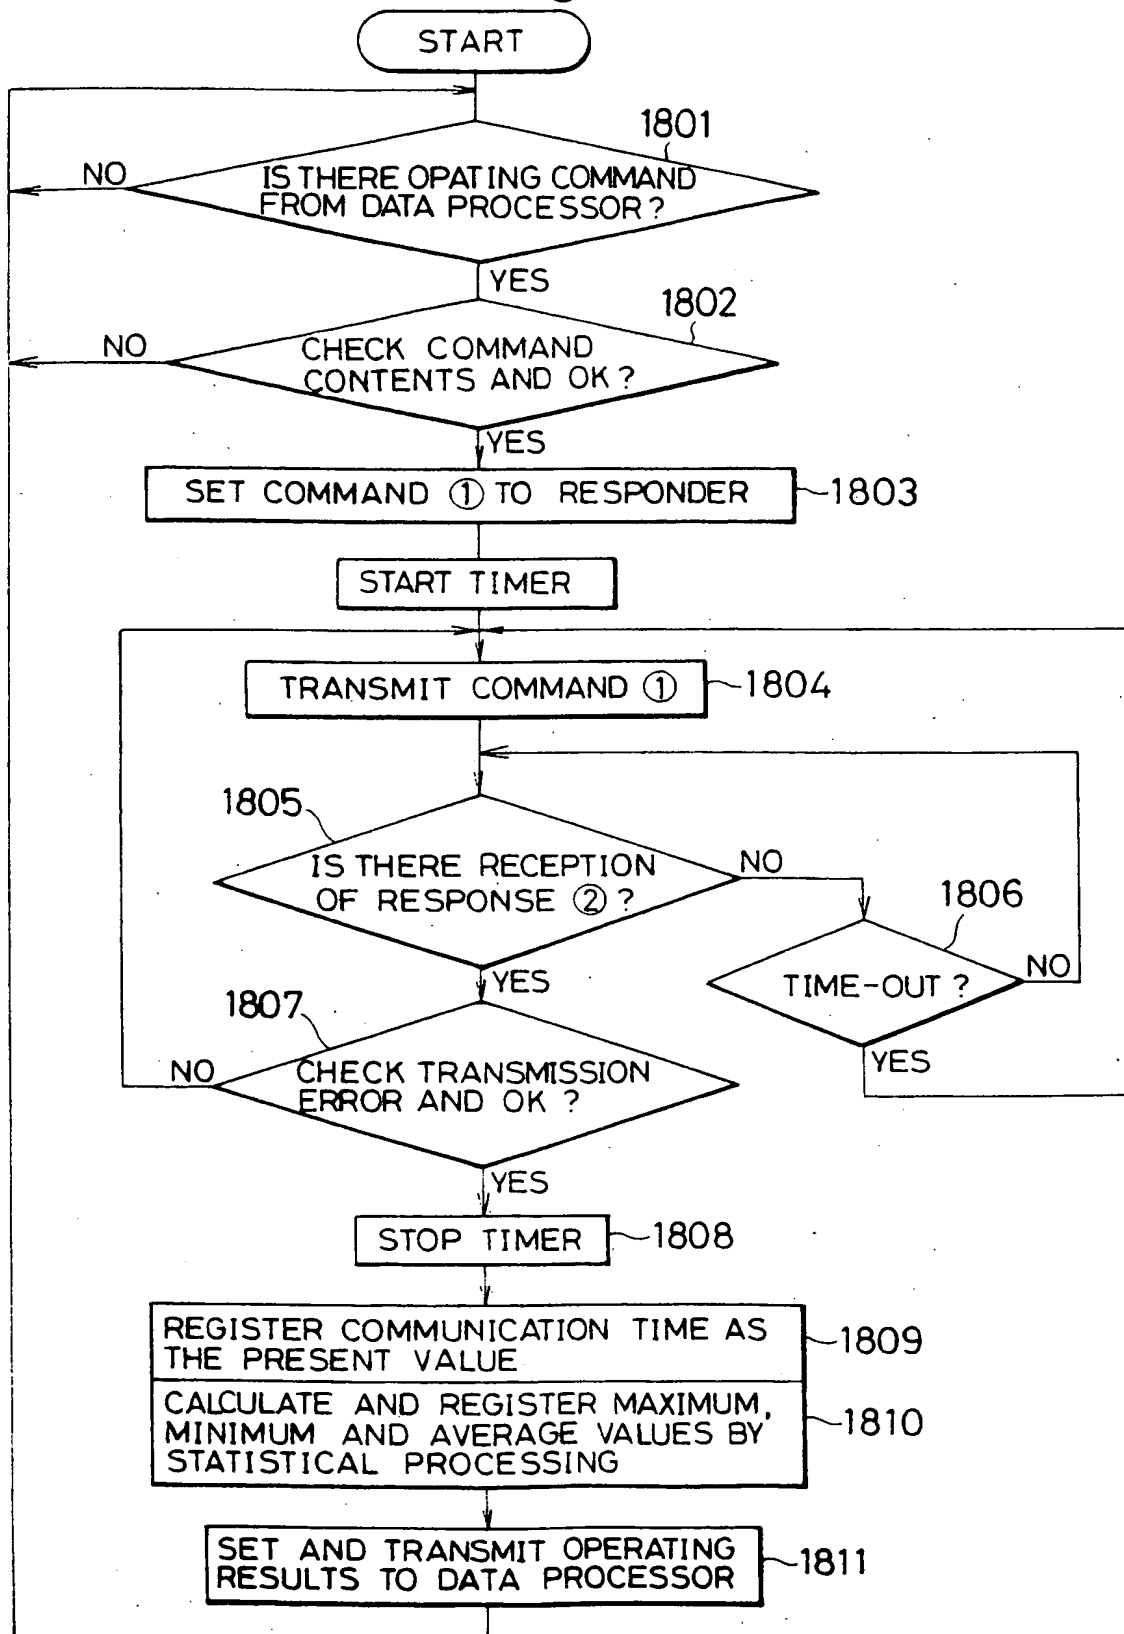 START
1801
NO
IS THERE OPATING COMMAND
FROM DATA PROCESSOR?
YES
1802
NO
CHECK COMMAND
CONTENTS AND OK?
YES
SET COMMAND ① TO RESPONDER
1803
START TIMER
TRANSMIT COMMAND ①
1804
1805
IS THERE RECEPTION
OF RESPONSE ②?
NO
1806
TIME-OUT?
NO
YES
YES
1807
NO
CHECK TRANSMISSION
ERROR AND OK?
YES
STOP TIMER
1808
REGISTER COMMUNICATION TIME AS
THE PRESENT VALUE
1809
CALCULATE AND REGISTER MAXIMUM,
MINIMUM AND AVERAGE VALUES BY
STATISTICAL PROCESSING
1810
SET AND TRANSMIT OPERATING
RESULTS TO DATA PROCESSOR
1811